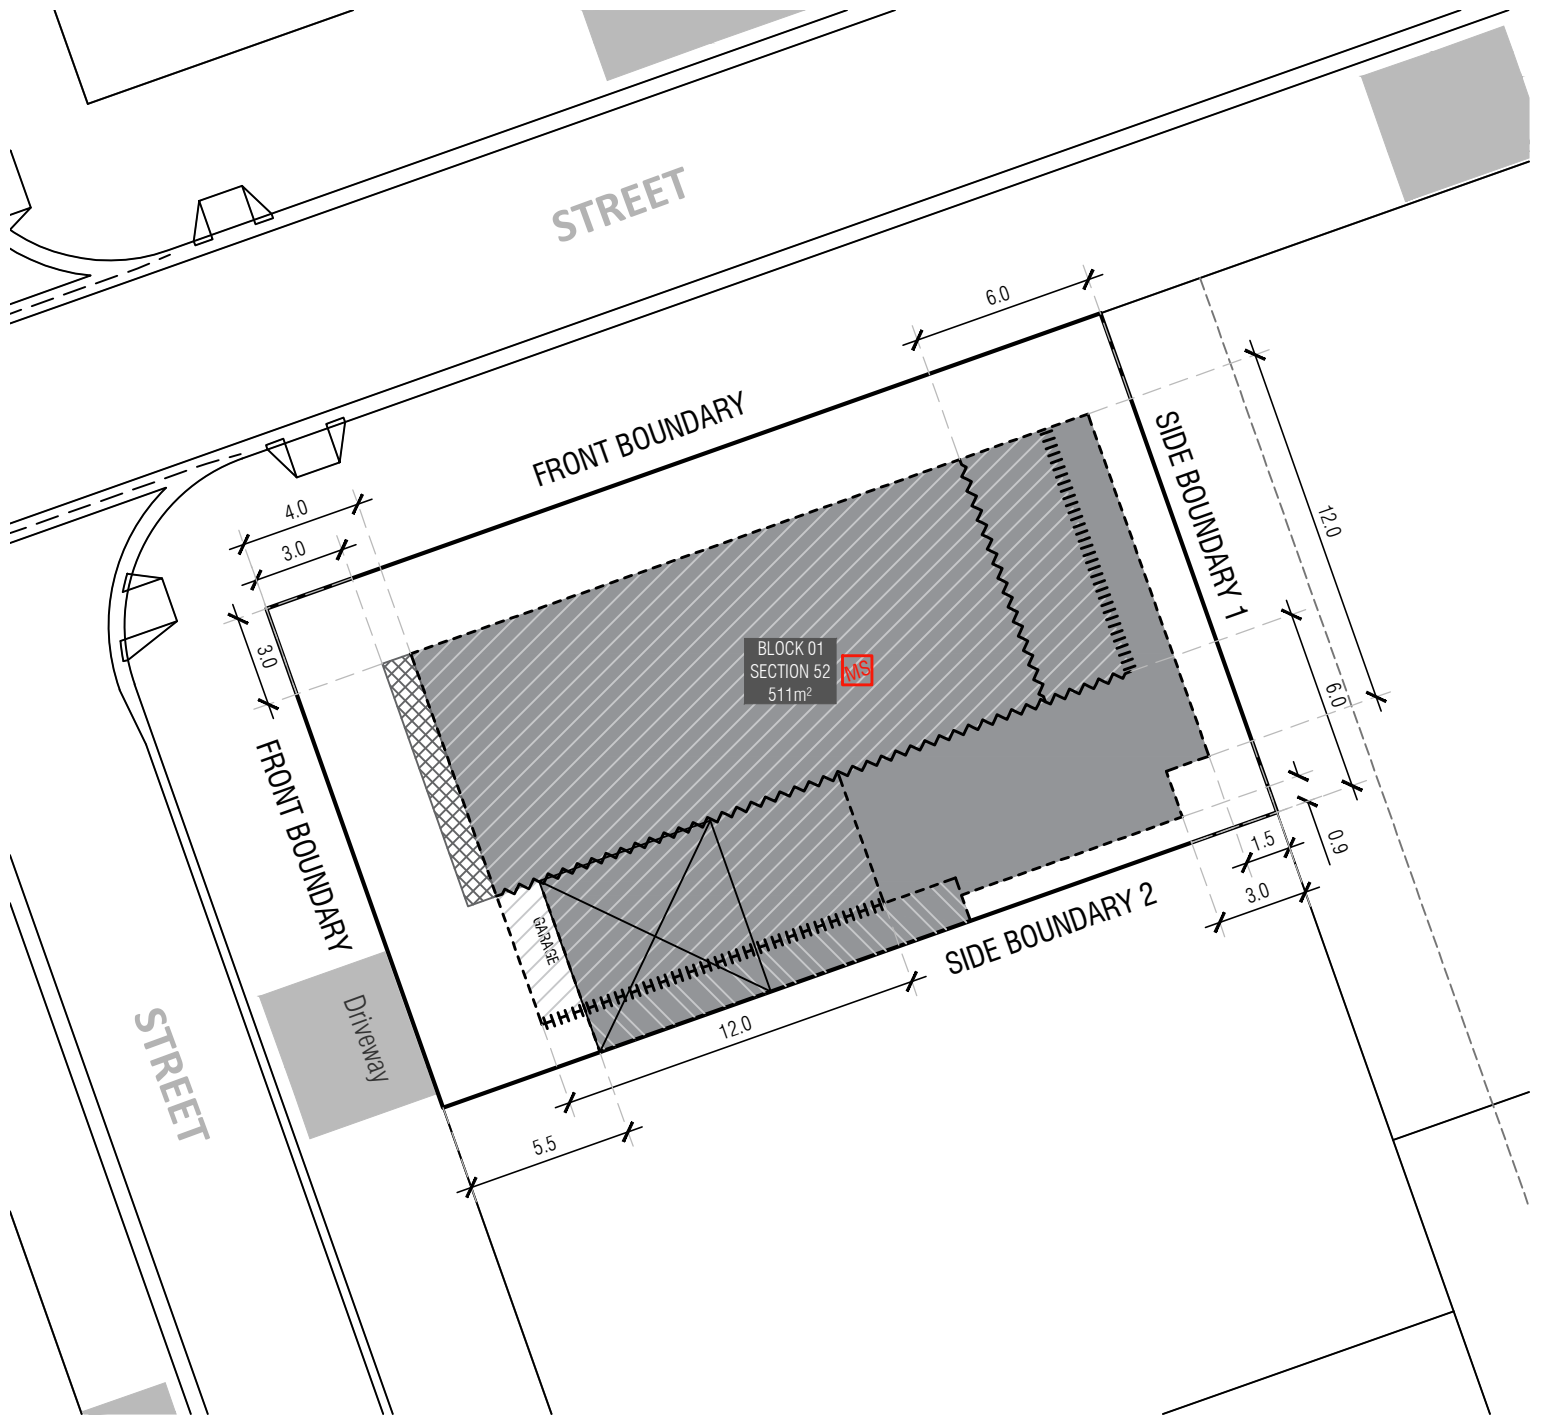 STREET
6.0
FRONT BOUNDARY
SIDE BOUNDARY 1
12.0
4.0
3.0
3.0
BLOCK 01
SECTION 52
511m²
MS
6.0
FRONT BOUNDARY
0.9
1.5
3.0
SIDE BOUNDARY 2
GARAGE
Driveway
12.0
5.5
STREET